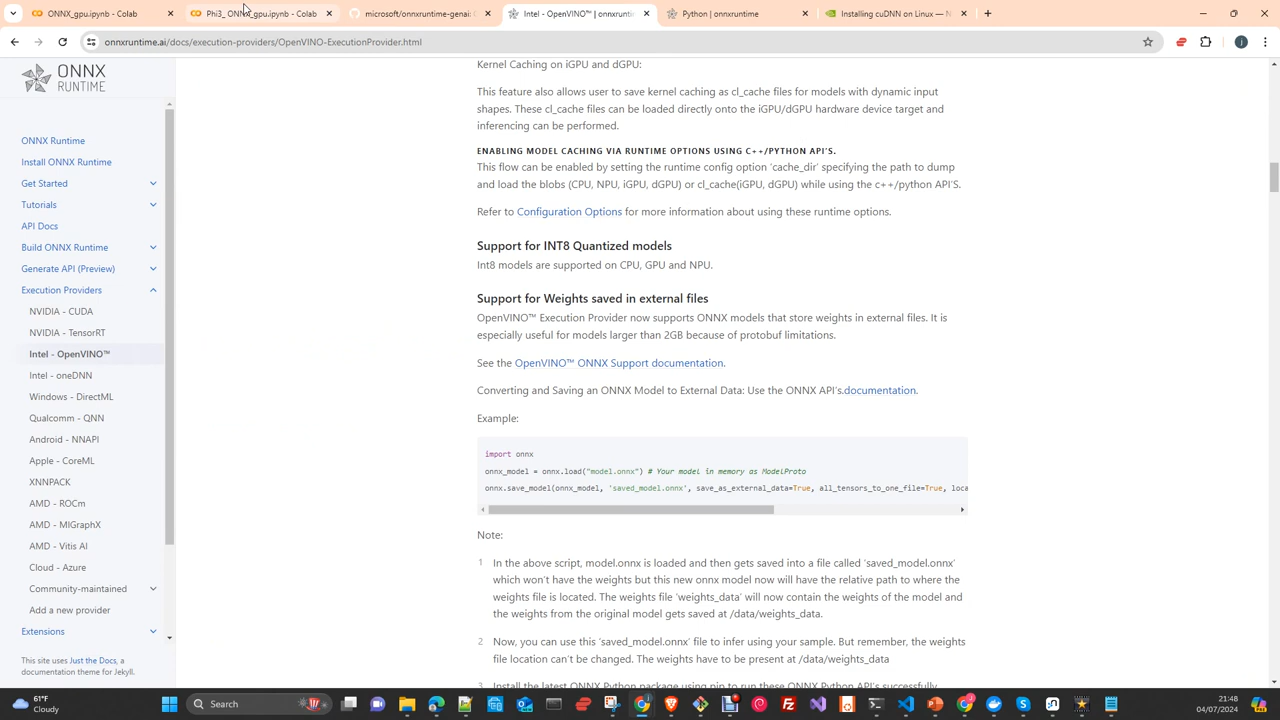 ONNX_gpu.ipynb - Colab
Phi3_ ONNX_gpu.ipynb - Colab
microsoft/onnxruntime-genai:
Intel - OpenVINO™ | onnxruntim
Python | onnxruntime
Installing cuDNN on Linux —
onnxruntime.ai/docs/execution-providers/OpenVINO-ExecutionProvider.html
ONNX
RUNTIME
ONNX Runtime
Install ONNX Runtime
Get Started
Tutorials
API Docs
Build ONNX Runtime
Generate API (Preview)
Execution Providers
NVIDIA - CUDA
NVIDIA - TensorRT
Intel - OpenVINO™
Intel - oneDNN
Windows - DirectML
Qualcomm - QNN
Android - NNAPI
Apple - CoreML
XNNPACK
AMD - ROCm
AMD - MIGraphX
AMD - Vitis AI
Cloud - Azure
Community-maintained
Add a new provider
Extensions
This site uses Just the Docs, a
documentation theme for Jekyll.
Kernel Caching on iGPU and dGPU:
This feature also allows user to save kernel caching as cl_cache files for models with dynamic input
shapes. These cl_cache files can be loaded directly onto the iGPU/dGPU hardware device target and
inferencing can be performed.
ENABLING MODEL CACHING VIA RUNTIME OPTIONS USING C++/PYTHON API'S.
This flow can be enabled by setting the runtime config option 'cache_dir' specifying the path to dump
and load the blobs (CPU, NPU, iGPU, dGPU) or cl_cache(iGPU, dGPU) while using the c++/python API'S.
Refer to Configuration Options for more information about using these runtime options.
Support for INT8 Quantized models
Int8 models are supported on CPU, GPU and NPU.
Support for Weights saved in external files
OpenVINO™ Execution Provider now supports ONNX models that store weights in external files. It is
especially useful for models larger than 2GB because of protobuf limitations.
See the OpenVINO™ ONNX Support documentation.
Converting and Saving an ONNX Model to External Data: Use the ONNX API's.documentation.
Example:
import onnx
onnx_model = onnx.load("model.onnx") # Your model in memory as ModelProto
onnx.save_model(onnx_model, 'saved_model.onnx', save_as_external_data=True, all_tensors_to_one_file=True, loca
Note:
1 In the above script, model.onnx is loaded and then gets saved into a file called 'saved_model.onnx'
which won't have the weights but this new onnx model now will have the relative path to where the
weights file is located. The weights file 'weights_data' will now contain the weights of the model and
the weights from the original model gets saved at /data/weights_data.
2 Now, you can use this 'saved_model.onnx' file to infer using your sample. But remember, the weights
file location can't be changed. The weights have to be present at /data/weights_data
3 Install the latest ONNX Python package using pip to run these ONNX Python API's successfully.
61°F
Cloudy
Search
21:48
04/07/2024